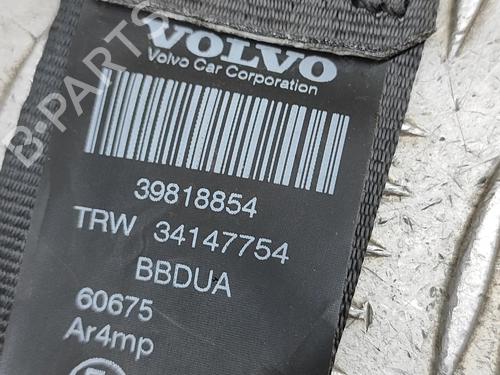 VOLVO
Volvo Car Corporation
39818854
TRW 34147754
BBDUA
60675
Ar4mp
B-PARTS